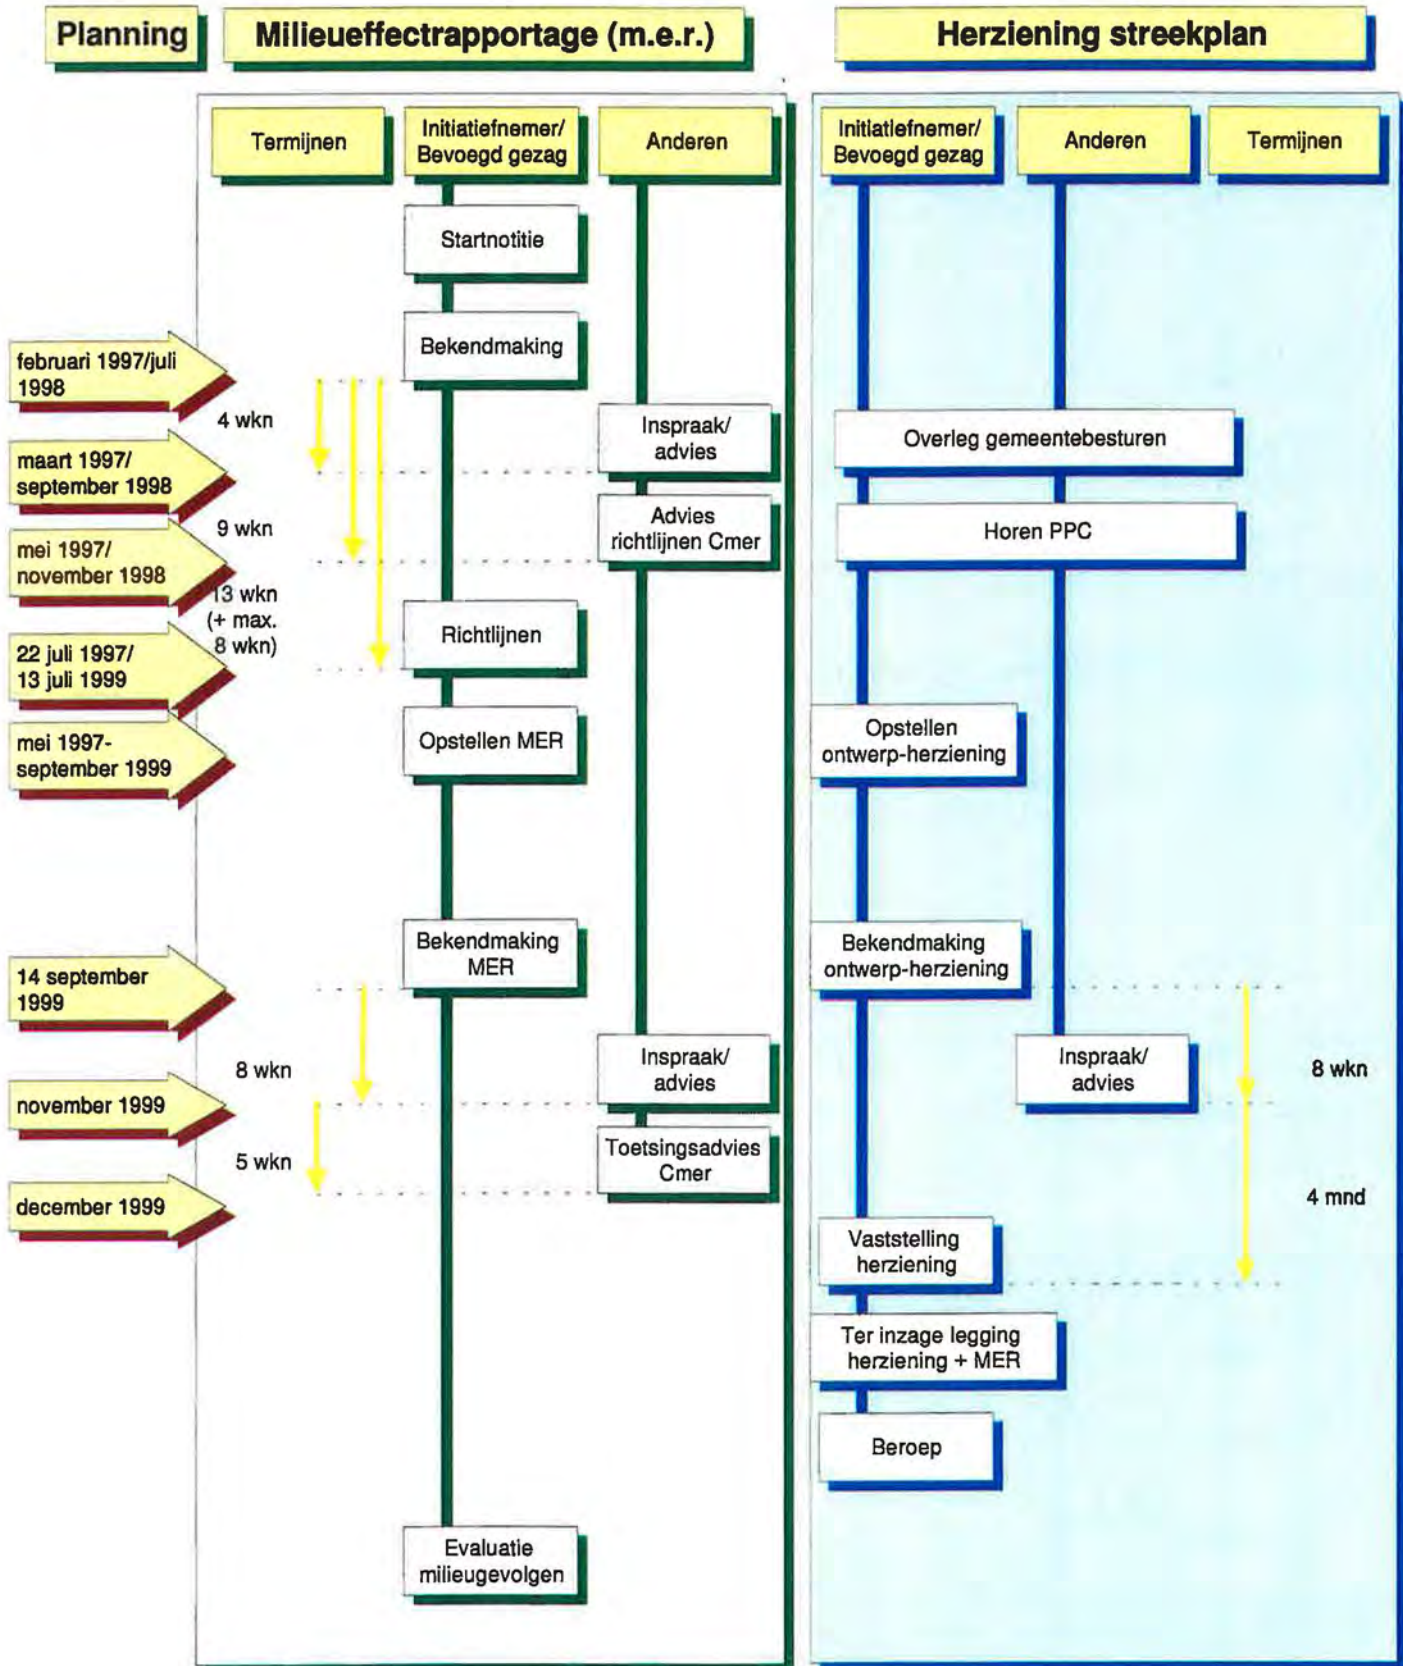 Planning
Milieueffectrapportage (m.e.r.)
Herziening streekplan
Termijnen
Initiatiefnemer/
Bevoegd gezag
Anderen
Initiatiefnemer/
Bevoegd gezag
Anderen
Termijnen
Startnotitie
Bekendmaking
februari 1997/juli
1998
4 wkn
Inspraak/
advies
Overleg gemeentebesturen
maart 1997/
september 1998
9 wkn
Advies
richtlijnen Cmer
Horen PPC
mei 1997/
november 1998
13 wkn
(+ max.
8 wkn)
Richtlijnen
22 juli 1997/
13 juli 1999
mei 1997-
september 1999
Opstellen MER
Opstellen
ontwerp-herziening
Bekendmaking
MER
Bekendmaking
ontwerp-herziening
14 september
1999
8 wkn
Inspraak/
advies
Inspraak/
advies
8 wkn
november 1999
5 wkn
Toetsingsadvies
Cmer
december 1999
4 mnd
Vaststelling
herziening
Ter inzage legging
herziening + MER
Beroep
Evaluatie
milieugevolgen